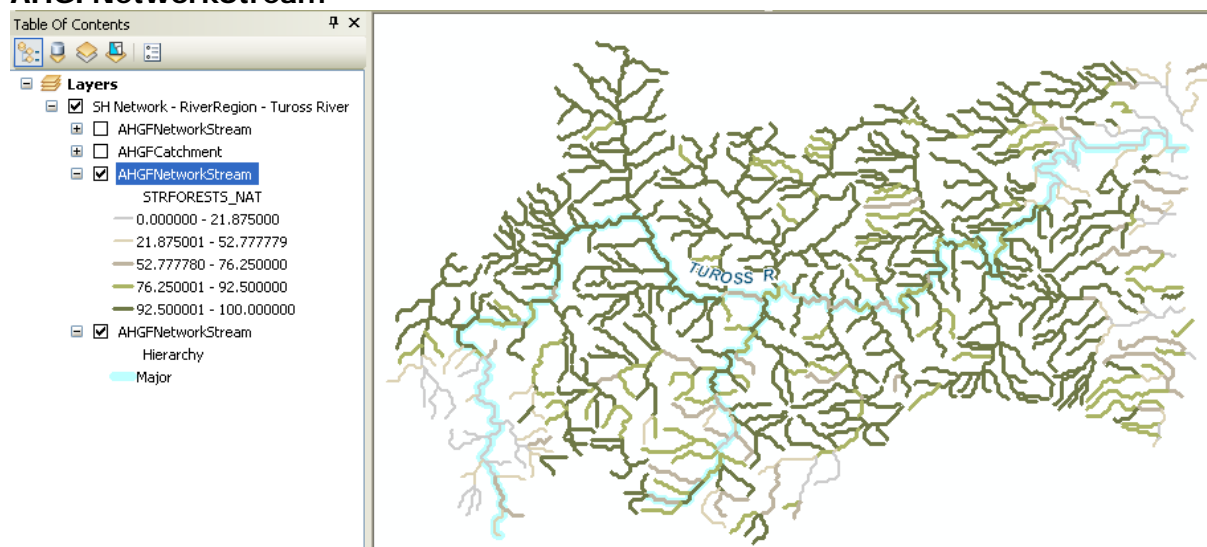 AHGFNetworkStream
Table Of Contents
Layers
SH Network - RiverRegion - Tuross River
AHGFNetworkStream
AHGFCatchment
AHGFNetworkStream
STRFORESTS_NAT
0.000000 - 21.875000
21.875001 - 52.777779
52.777780 - 76.250000
76.250001 - 92.500000
92.500001 - 100.000000
AHGFNetworkStream
Hierarchy
Major
TUROSS R.